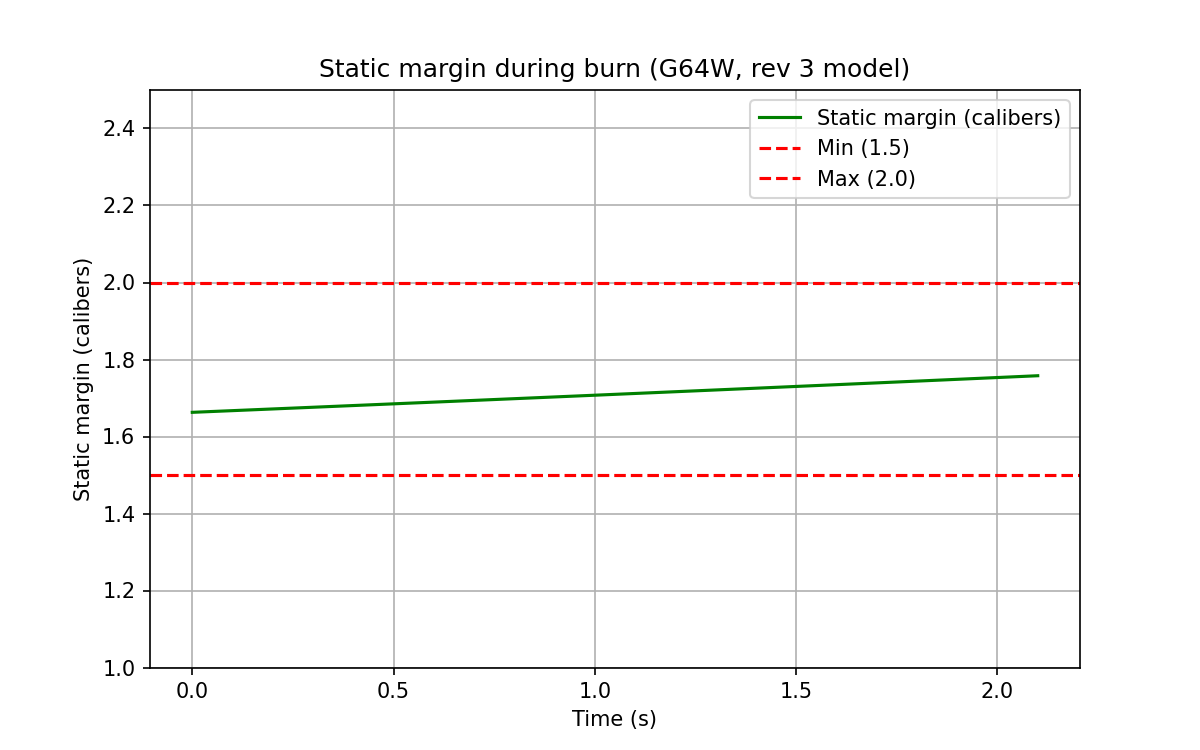 Static margin during burn (G64W, rev 3 model)
Static margin (calibers)
Min (1.5)
Max (2.0)
Static margin (calibers)
2.4
2.2
2.0
1.8
1.6
1.4
1.2
1.0
0.0 0.5 1.0 1.5 2.0
Time (s)